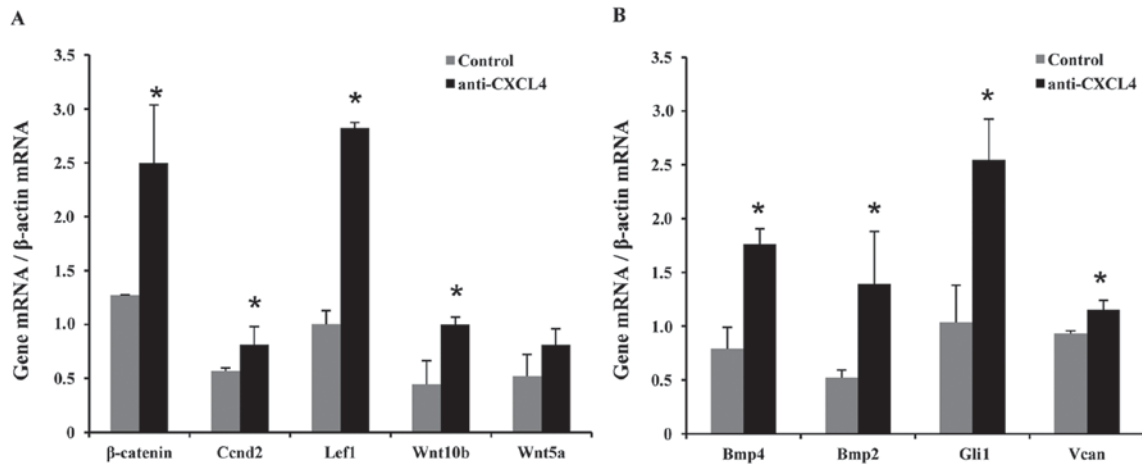 A
Gene mRNA / β-actin mRNA
3.5
3.0
2.5
2.0
1.5
1.0
0.5
0
Control
anti-CXCL4
*
*
*
*
β-catenin Ccnd2 Lef1 Wnt10b Wnt5a
B
Gene mRNA / β-actin mRNA
3.5
3.0
2.5
2.0
1.5
1.0
0.5
0
Control
anti-CXCL4
*
*
*
*
Bmp4 Bmp2 Gli1 Vcan